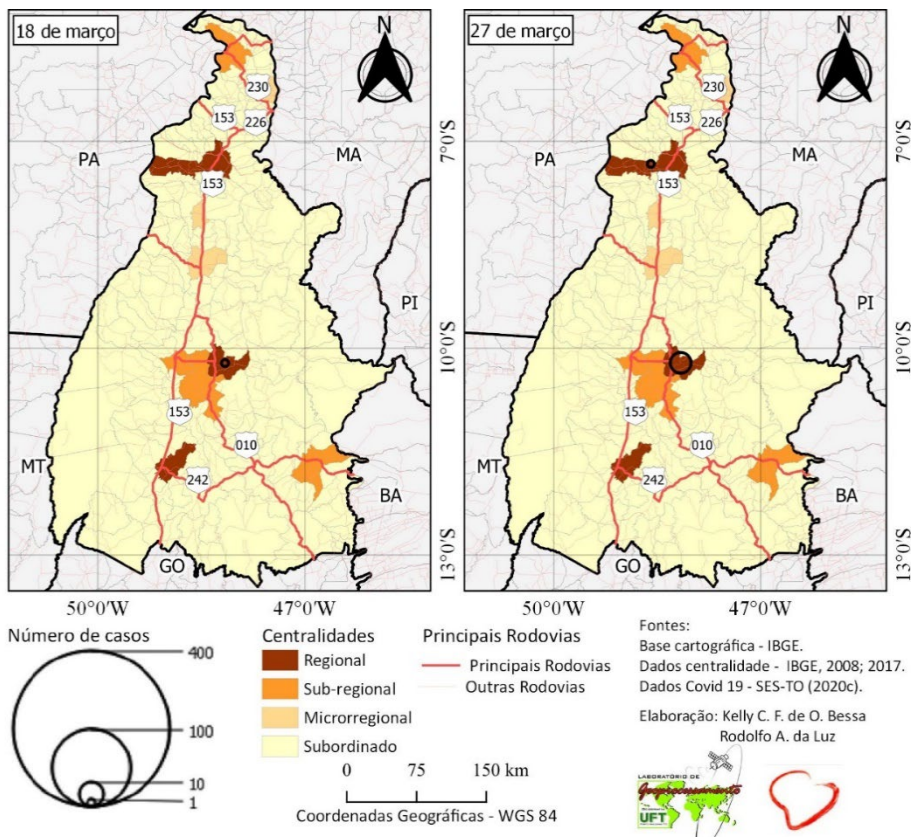 18 de março
N
230
153
226
7°0'S
PA
MA
153
PI
10°0'S
153
010
MT
242
BA
GO
13°0'S
50°0'W
47°0'W
27 de março
N
230
153
226
7°0'S
PA
MA
153
PI
10°0'S
153
010
MT
242
BA
GO
13°0'S
50°0'W
47°0'W
Número de casos
400
100
10
1
Centralidades
Regional
Sub-regional
Microrregional
Subordinado
Principais Rodovias
Principais Rodovias
Outras Rodovias
0 75 150 km
Coordenadas Geográficas - WGS 84
Fontes:
Base cartográfica - IBGE.
Dados centralidade - IBGE, 2008; 2017.
Dados Covid 19 - SES-TO (2020c).
Elaboração: Kelly C. F. de O. Bessa
Rodolfo A. da Luz
LABORATÓRIO DE
Geoprocessamento
UFT